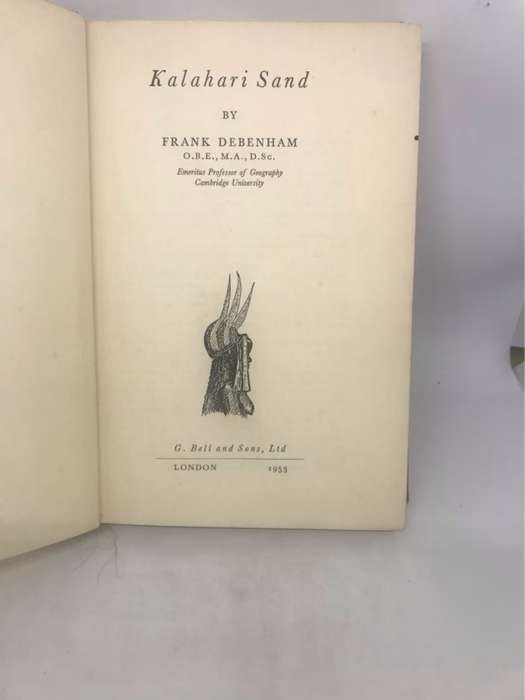 Kalahari Sand
BY
FRANK DEBENHAM
O.B.E., M.A., D.Sc.
Emeritus Professor of Geography
Cambridge University
G. Bell and Sons, Ltd
LONDON 1953